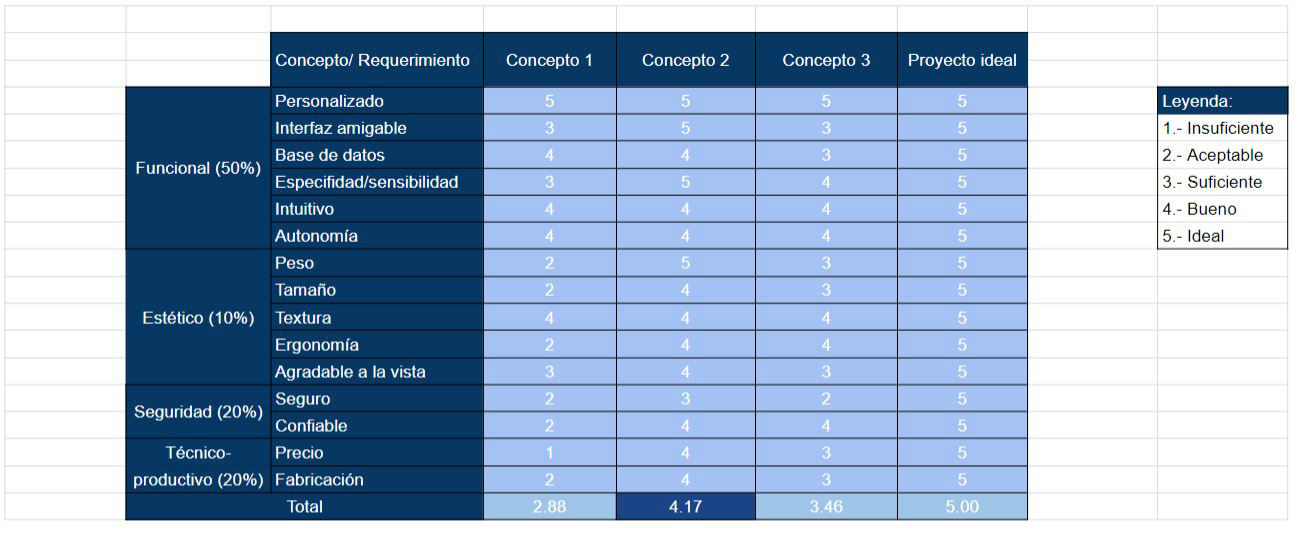 Concepto/ Requerimiento Concepto 1 Concepto 2 Concepto 3 Proyecto ideal
Funcional (50%)
Personalizado 5 5 5 5
Interfaz amigable 3 5 3 5
Base de datos 4 4 3 5
Especifidad/sensibilidad 3 5 4 5
Intuitivo 4 4 4 5
Autonomía 4 4 4 5
Estético (10%)
Peso 2 5 3 5
Tamaño 2 4 3 5
Textura 4 4 4 5
Ergonomía 2 4 4 5
Agradable a la vista 3 4 3 5
Seguridad (20%)
Seguro 2 3 2 5
Confiable 2 4 4 5
Técnico-
productivo (20%)
Precio 1 4 3 5
Fabricación 2 4 3 5
Total 2.88 4.17 3.46 5.00
Leyenda:
1.- Insuficiente
2.- Aceptable
3.- Suficiente
4.- Bueno
5.- Ideal